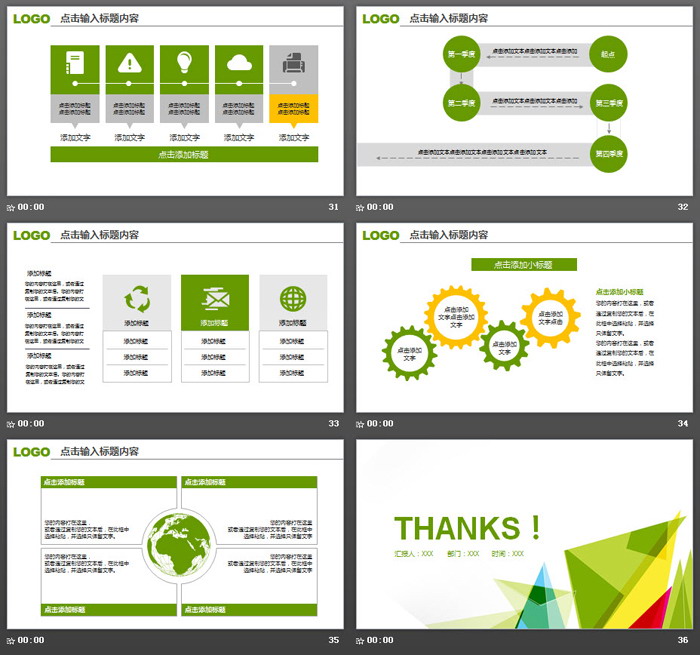 LOGO 点击输入标题内容
点击添加标题
点击添加标题
点击添加标题
点击添加标题
点击添加标题
点击添加标题
点击添加标题
点击添加标题
点击添加标题
点击添加标题
添加文字
添加文字
添加文字
添加文字
添加文字
点击添加标题
00:00 31
LOGO 点击输入标题内容
第一季度
点击添加文本点击添加文本点击添加
起点
第二季度
点击添加文本点击添加文本点击添加
第三季度
点击添加文本点击添加文本点击添加文本点击添加文本
第四季度
00:00 32
LOGO 点击输入标题内容
添加标题
您的内容打在这里，或者通过
复制您的文本后，您的内容打
在这里，或者通过复制您的文
添加标题
您的内容打在这里，或者通过
复制您的文本后，您的内容打
在这里，或者通过复制您的文
添加标题
您的内容打在这里，或者通过
复制您的文本后，您的内容打
在这里，或者通过复制您的文
添加标题
添加标题
添加标题
添加标题
添加标题
添加标题
添加标题
添加标题
添加标题
添加标题
添加标题
添加标题
00:00 33
LOGO 点击输入标题内容
点击添加小标题
点击添加
文字
点击添加
文字点击添加
文字
点击添加
文字
点击添加
文字点击
点击添加小标题
您的内容打在这里，或者
通过复制您的文本后，在
此框中选择粘贴，并选择
只保留文字。
您的内容打在这里，或者
通过复制您的文本后，在
此框中选择粘贴，并选择
只保留文字。
00:00 34
LOGO 点击输入标题内容
点击添加标题
点击添加标题
您的内容打在这里，
或者通过复制您的文本后，在此框中
选择粘贴，并选择只保留文字。
您的内容打在这里
或者通过复制您的文本后，在此框中
选择粘贴，并选择只保留文字
您的内容打在这里，
或者通过复制您的文本后，在此框中
选择粘贴，并选择只保留文字。
您的内容打在这里
或者通过复制您的文本后，在此框中
选择粘贴，并选择只保留文字
点击添加标题
点击添加标题
00:00 35
THANKS！
汇报人：XXX 部门：XXX 时间：XXX
00:00 36